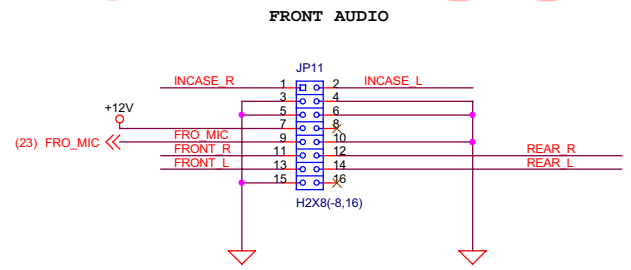 FRONT AUDIO
JP11
INCASE_R 1 2 INCASE_L
3 4
+12V
5 6
7 8
(23) FRO_MIC FRO_MIC 9 10
FRONT_R 11 12 REAR_R
FRONT_L 13 14 REAR_L
15 16
H2X8(-8,16)